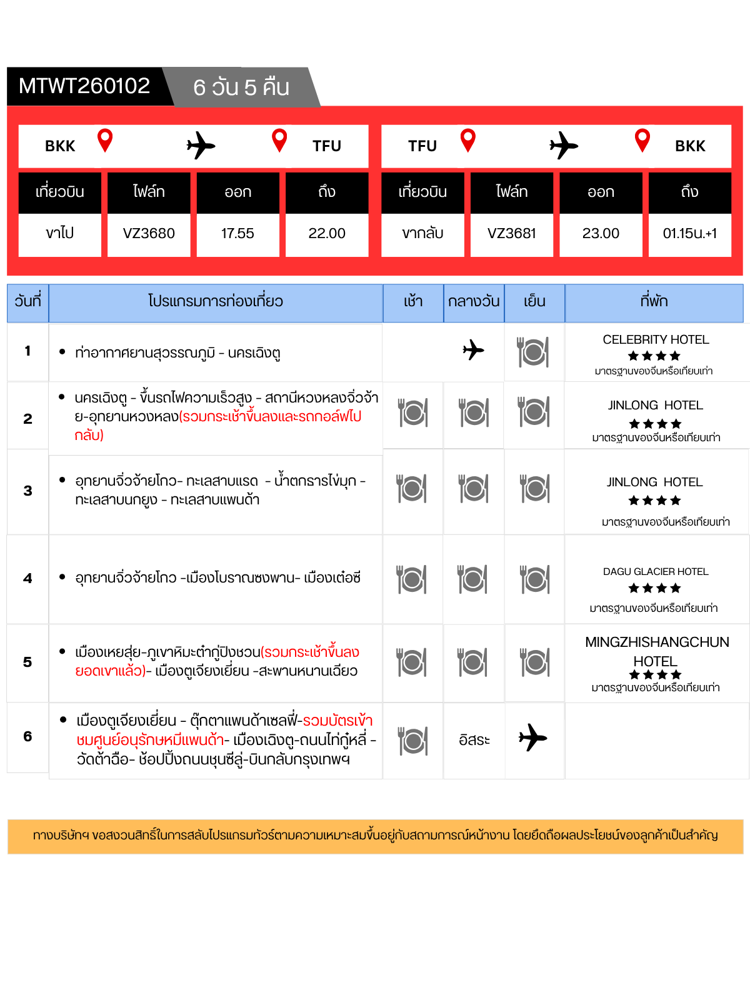 MTWT260102
6 วัน 5 คืน
BKK TFU
TFU BKK
เที่ยวบิน ไฟล์ท ออก ถึง
เที่ยวบิน ไฟล์ท ออก ถึง
ขาไป VZ3680 17.55 22.00
ขากลับ VZ3681 23.00 01.15น.+1
วันที่ โปรแกรมการท่องเที่ยว เช้า กลางวัน เย็น ที่พัก
1
• ท่าอากาศยานสุวรรณภูมิ - นครเฉิงตู
CELEBRITY HOTEL
มาตรฐานของจีนหรือเทียบเท่า
2
• นครเฉิงตู - ขึ้นรถไฟความเร็วสูง - สถานีหวงหลงจิ่วจ้า
ย-อุทยานหวงหลง(รวมกระเช้าขึ้นลงและรถกอล์ฟไป
กลับ)
JINLONG HOTEL
มาตรฐานของจีนหรือเทียบเท่า
3
• อุทยานจิ่วจ้ายโกว- ทะเลสาบแรด - น้ำตกธารไข่มุก -
ทะเลสาบนกยูง - ทะเลสาบแพนด้า
JINLONG HOTEL
มาตรฐานของจีนหรือเทียบเท่า
4
• อุทยานจิ่วจ้ายโกว -เมืองโบราณซงพาน- เมืองเต๋อซี
DAGU GLACIER HOTEL
มาตรฐานของจีนหรือเทียบเท่า
5
• เมืองเหยสุ่ย-ภูเขาหิมะต๋ากู่ปิงชวน(รวมกระเช้าขึ้นลง
ยอดเขาแล้ว)- เมืองตูเจียงเยี่ยน -สะพานหนานเฉียว
MINGZHISHANGCHUN
HOTEL
มาตรฐานของจีนหรือเทียบเท่า
6
• เมืองตูเจียงเยี่ยน - ตุ๊กตาแพนด้าเซลฟี่-รวมบัตรเข้า
ชมศูนย์อนุรักษหมีแพนด้า- เมืองเฉิงตู-ถนนไท่กู๋หลี่ -
วัดต้าฉือ- ช้อปปิ้งถนนชุนซีลู่-บินกลับกรุงเทพฯ
อิสระ
ทางบริษัทฯ ขอสงวนสิทธิ์ในการสลับโปรแกรมทัวร์ตามความเหมาะสมขึ้นอยู่กับสถามการณ์หน้างาน โดยยึดถือผลประโยชน์ของลูกค้าเป็นสำคัญ